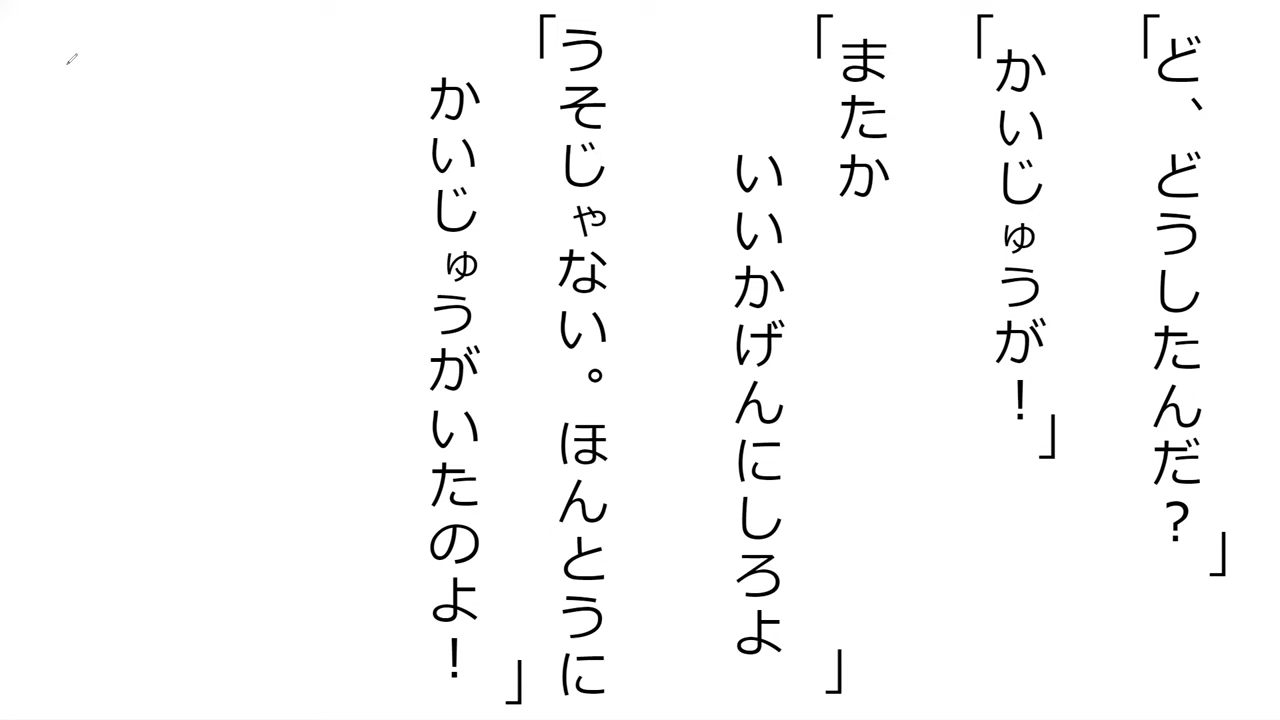 「ど、どうしたんだ？」
「かいじゅうが！」
「またか
いいかげんにしろよ」
「うそじゃない。ほんとうに
かいじゅうがいたのよ！」